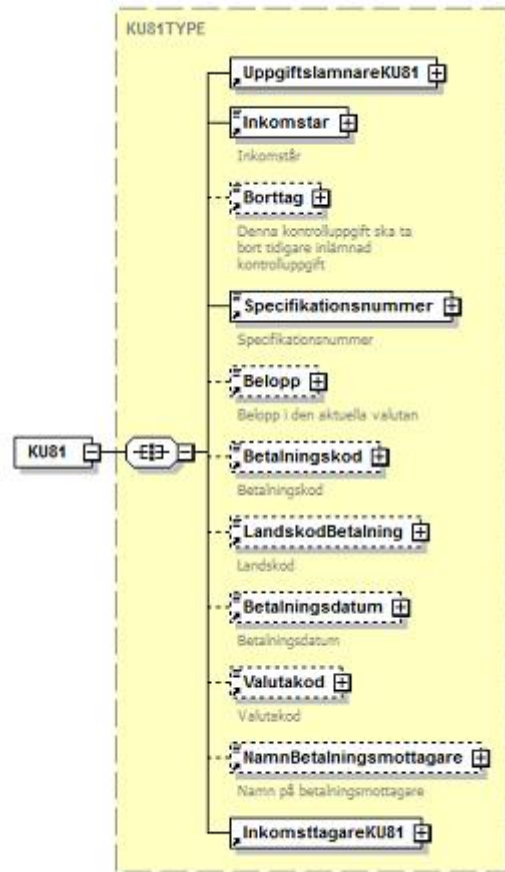 KU81TYPE
UppgiftslamnareKU81
Inkomstar
Inkomstår
Borttag
Denna kontrolluppgift ska ta
bort tidigare inlämnad
kontrolluppgift
Specifikationsnummer
Specifikationsnummer
Belopp
Belopp i den aktuella valutan
KU81
Betalningskod
Betalningskod
LandskodBetalning
Landskod
Betalningsdatum
Betalningsdatum
Valutakod
Valutakod
NamnBetalningsmottagare
Namn på betalningsmottagare
InkomsttagareKU81